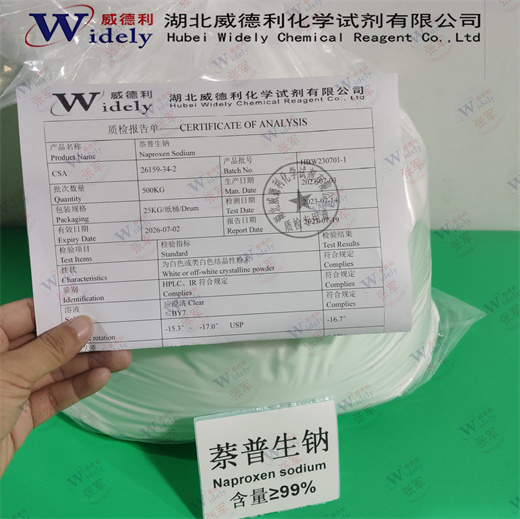 威德利
Widely
湖北威德利化学试剂有限公司
Hubei Widely Chemical Reagent Co.,Ltd
威德利
Widely
湖北威德利化学试剂有限公司
Hubei Widely Chemical Reagent Co., Ltd
质检报告单——CERTIFICATE OF ANALYSIS
产品名称 萘普生钠
Product Name Naproxen Sodium
CSA 26159-34-2 产品批号 HBW230701-1
Batch No.
批次数量 500KG 生产日期
Quantity Man. Date
包装规格 25KG/纸桶/Drum 检测日期
Packaging Test Date
有效日期 2026-07-02 报告日期
Expiry Date Report Date
检验项目 检验指标 检验结果
Test Items Standard Test Results
性状 为白色或类白色结晶性粉末 符合规定
Characteristics White or off-white crystalline powder Complies
鉴别 HPLC、IR 符合规定 符合规定
Identification Complies Complies
溶液 应澄清 Clear 符合规定
≤BY7 Complies
rotation -15.3° ~ -17.0° USP -16.7°
萘普生钠
Naproxen sodium
含量≥99%